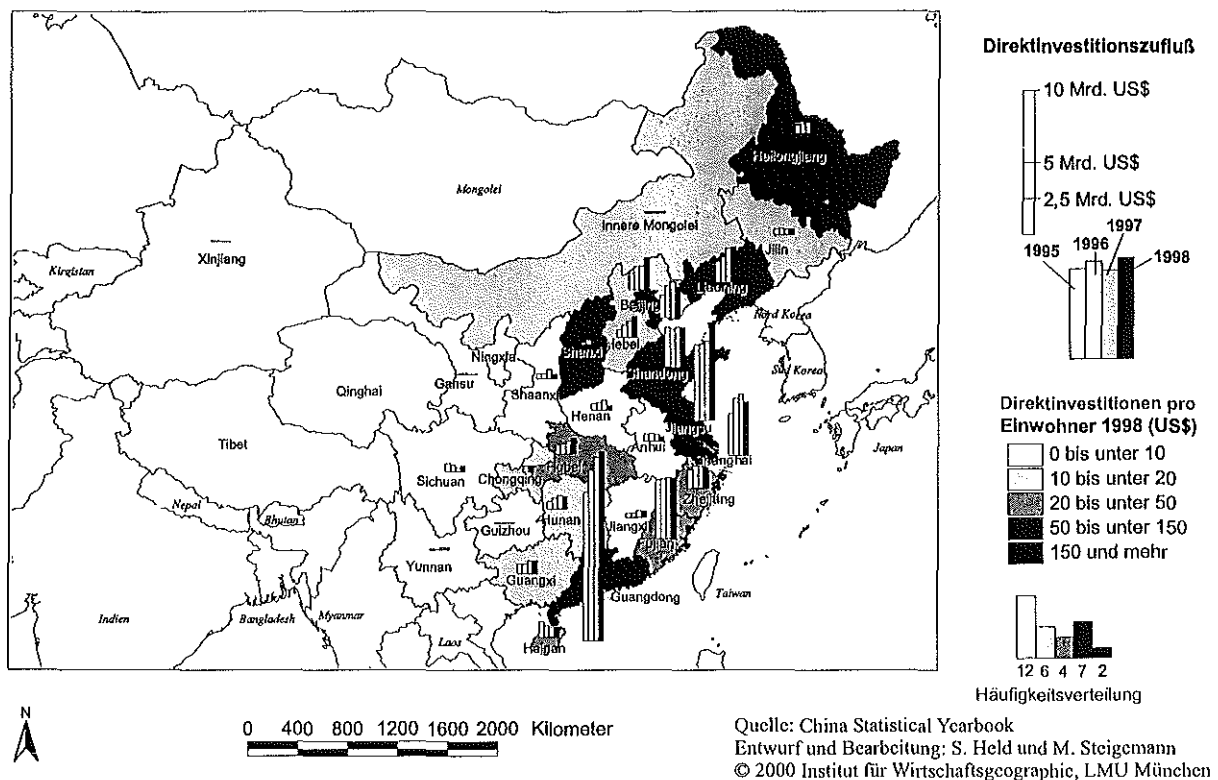 Mongolei
Heilongjiang
Innere Mongolei
Jilin
Xinjiang
Kirgistan
Liaoning
Beijing
Nord Korea
Hebei
Süd Korea
Ningxia
Shanxi
Shandong
Qinghai
Gansu
Shaanxi
Henan
Jiangsu
Japan
Tibet
Anhui
Shanghai
Sichuan
Chongqing
Hubei
Zhejiang
Nepal
Bhutan
Hunan
Jiangxi
Guizhou
Fujian
Yunnan
Guangxi
Guangdong
Taiwan
Indien
Bangladesh
Myanmar
Laos
Hainan
Direktinvestitionszufluß
10 Mrd. US$
5 Mrd. US$
2,5 Mrd. US$
1995
1996
1997
1998
Direktinvestitionen pro
Einwohner 1998 (US$)
0 bis unter 10
10 bis unter 20
20 bis unter 50
50 bis unter 150
150 und mehr
12 6 4 7 2
Häufigkeitsverteilung
N
0 400 800 1200 1600 2000 Kilometer
Quelle: China Statistical Yearbook
Entwurf und Bearbeitung: S. Held und M. Steigemann
© 2000 Institut für Wirtschaftsgeographie, LMU München